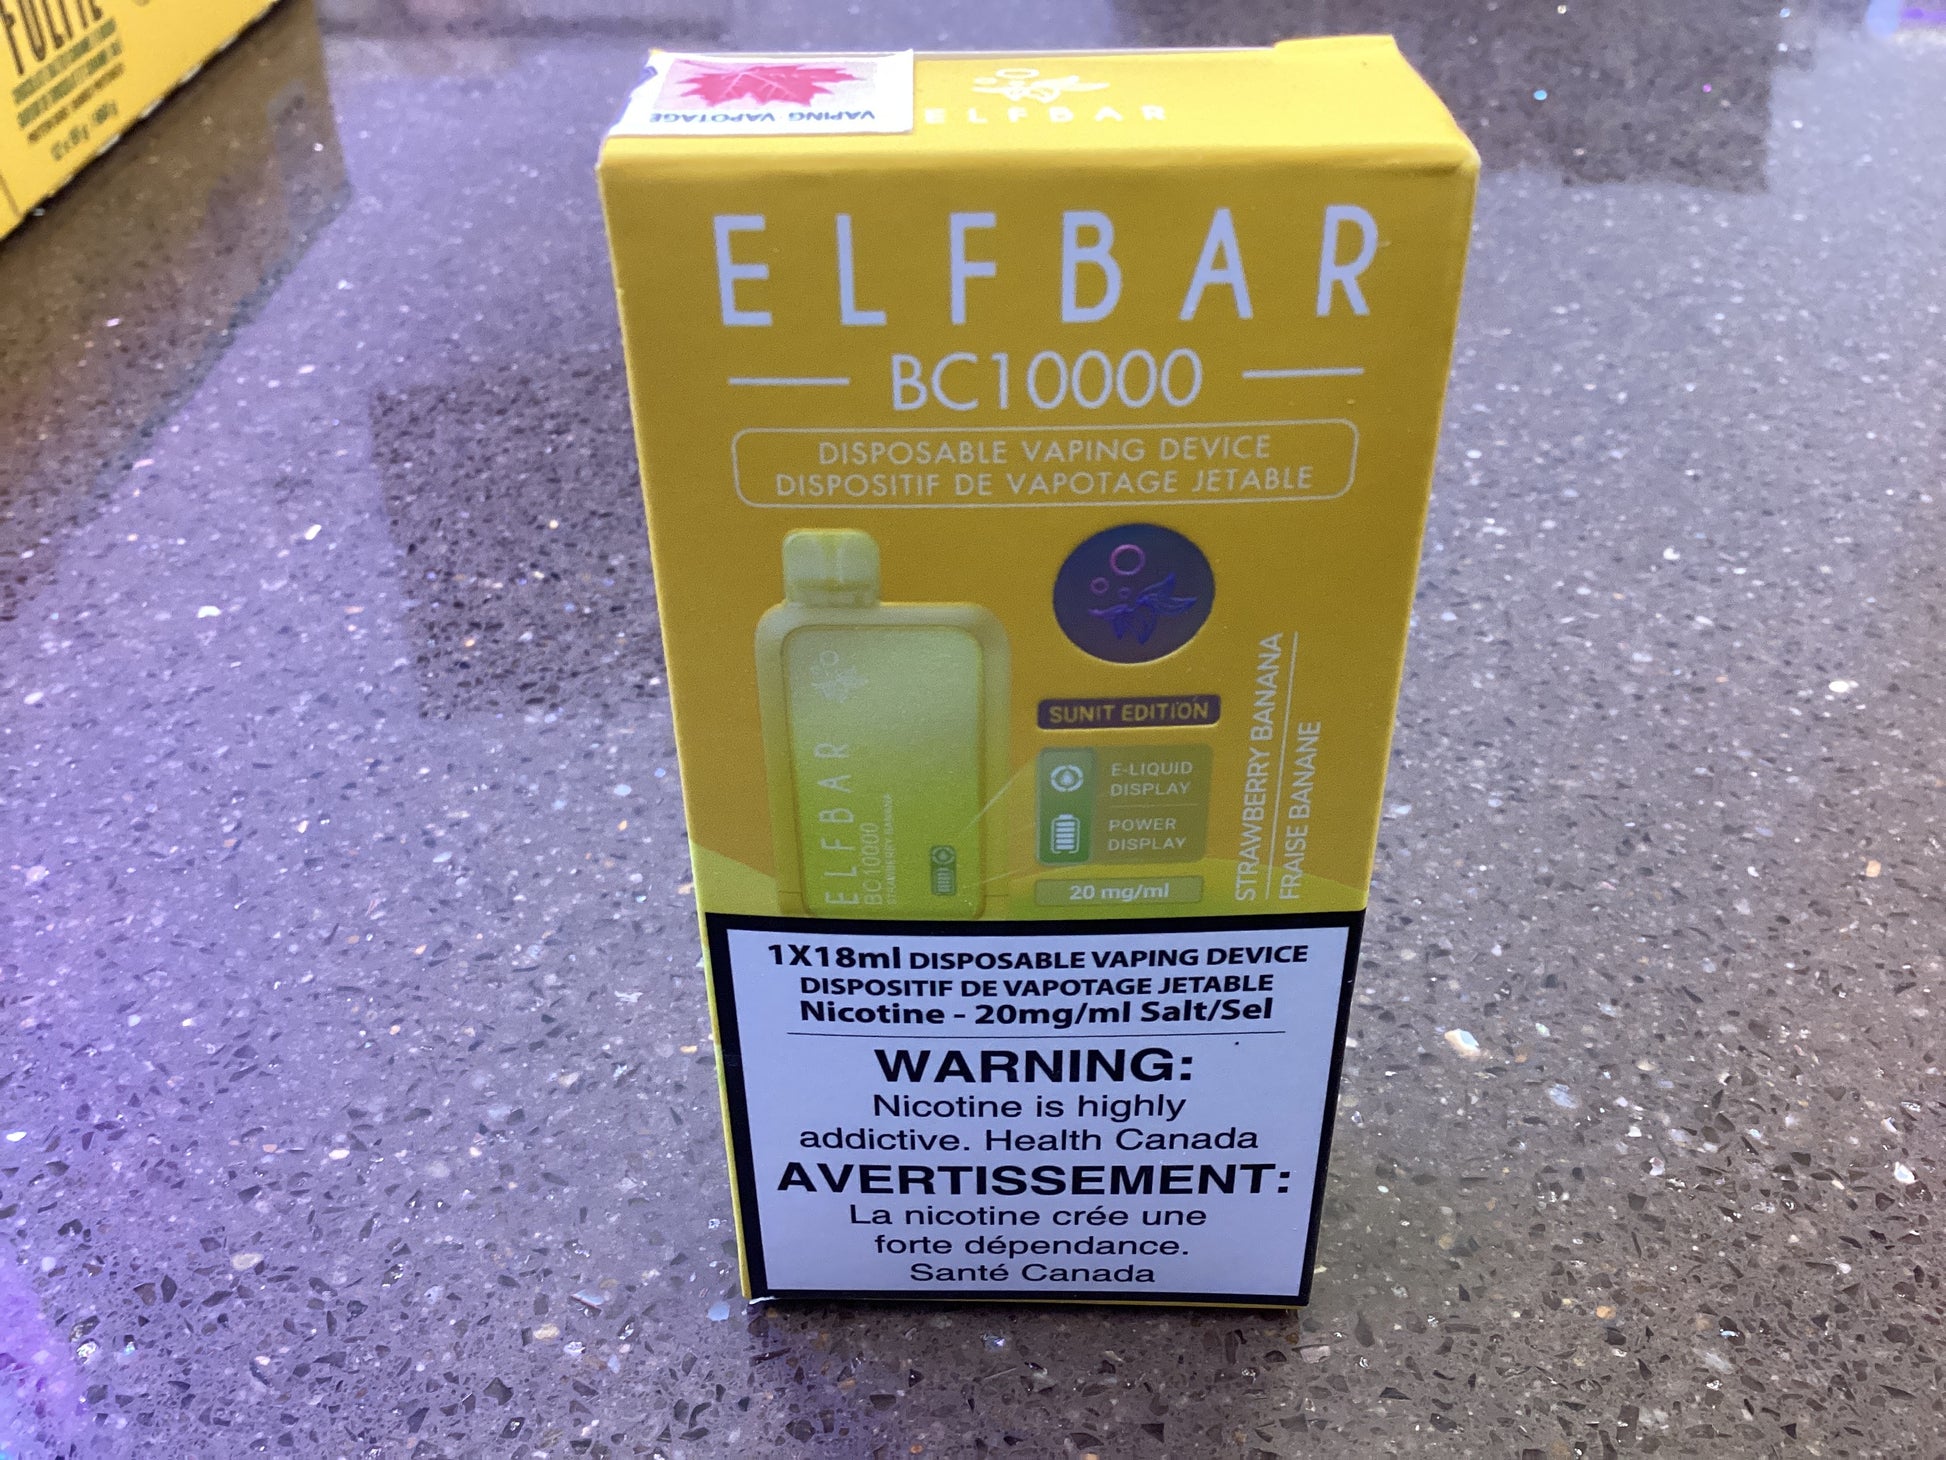 VAPING · VAPOTAGE
ELFBAR
ELFBAR
BC10000
DISPOSABLE VAPING DEVICE
DISPOSITIF DE VAPOTAGE JETABLE
SUNIT EDITION
E-LIQUID
DISPLAY
POWER
DISPLAY
20 mg/ml
STRAWBERRY BANANA
FRAISE BANANE
ELFBAR
BC10000
STRAWBERRY BANANA
1X18ml DISPOSABLE VAPING DEVICE
DISPOSITIF DE VAPOTAGE JETABLE
Nicotine - 20mg/ml Salt/Sel
WARNING:
Nicotine is highly
addictive. Health Canada
AVERTISSEMENT:
La nicotine crée une
forte dépendance.
Santé Canada